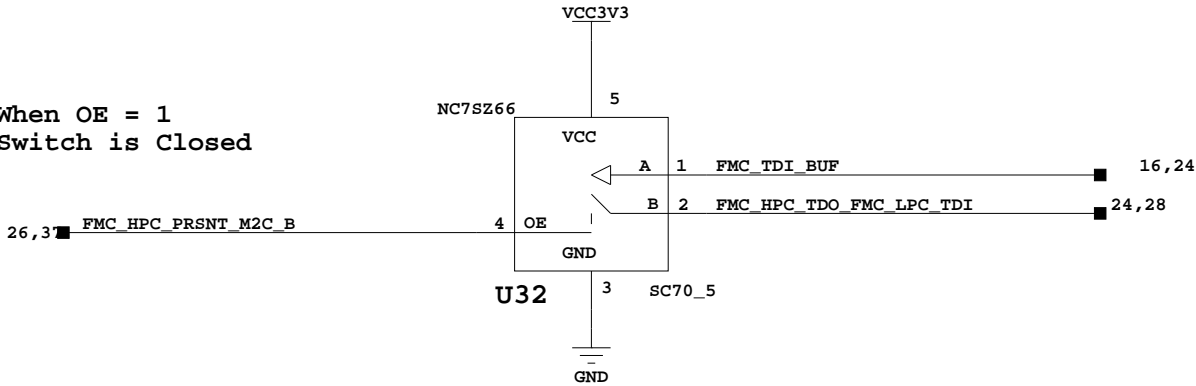 VCC3V3
5
NC7SZ66
When OE = 1
VCC
Switch is Closed
A 1 FMC_TDI_BUF 16,24
B 2 FMC_HPC_TDO_FMC_LPC_TDI 24,28
26,37 FMC_HPC_PRSNT_M2C_B 4 OE
GND
U32 3 SC70_5
GND